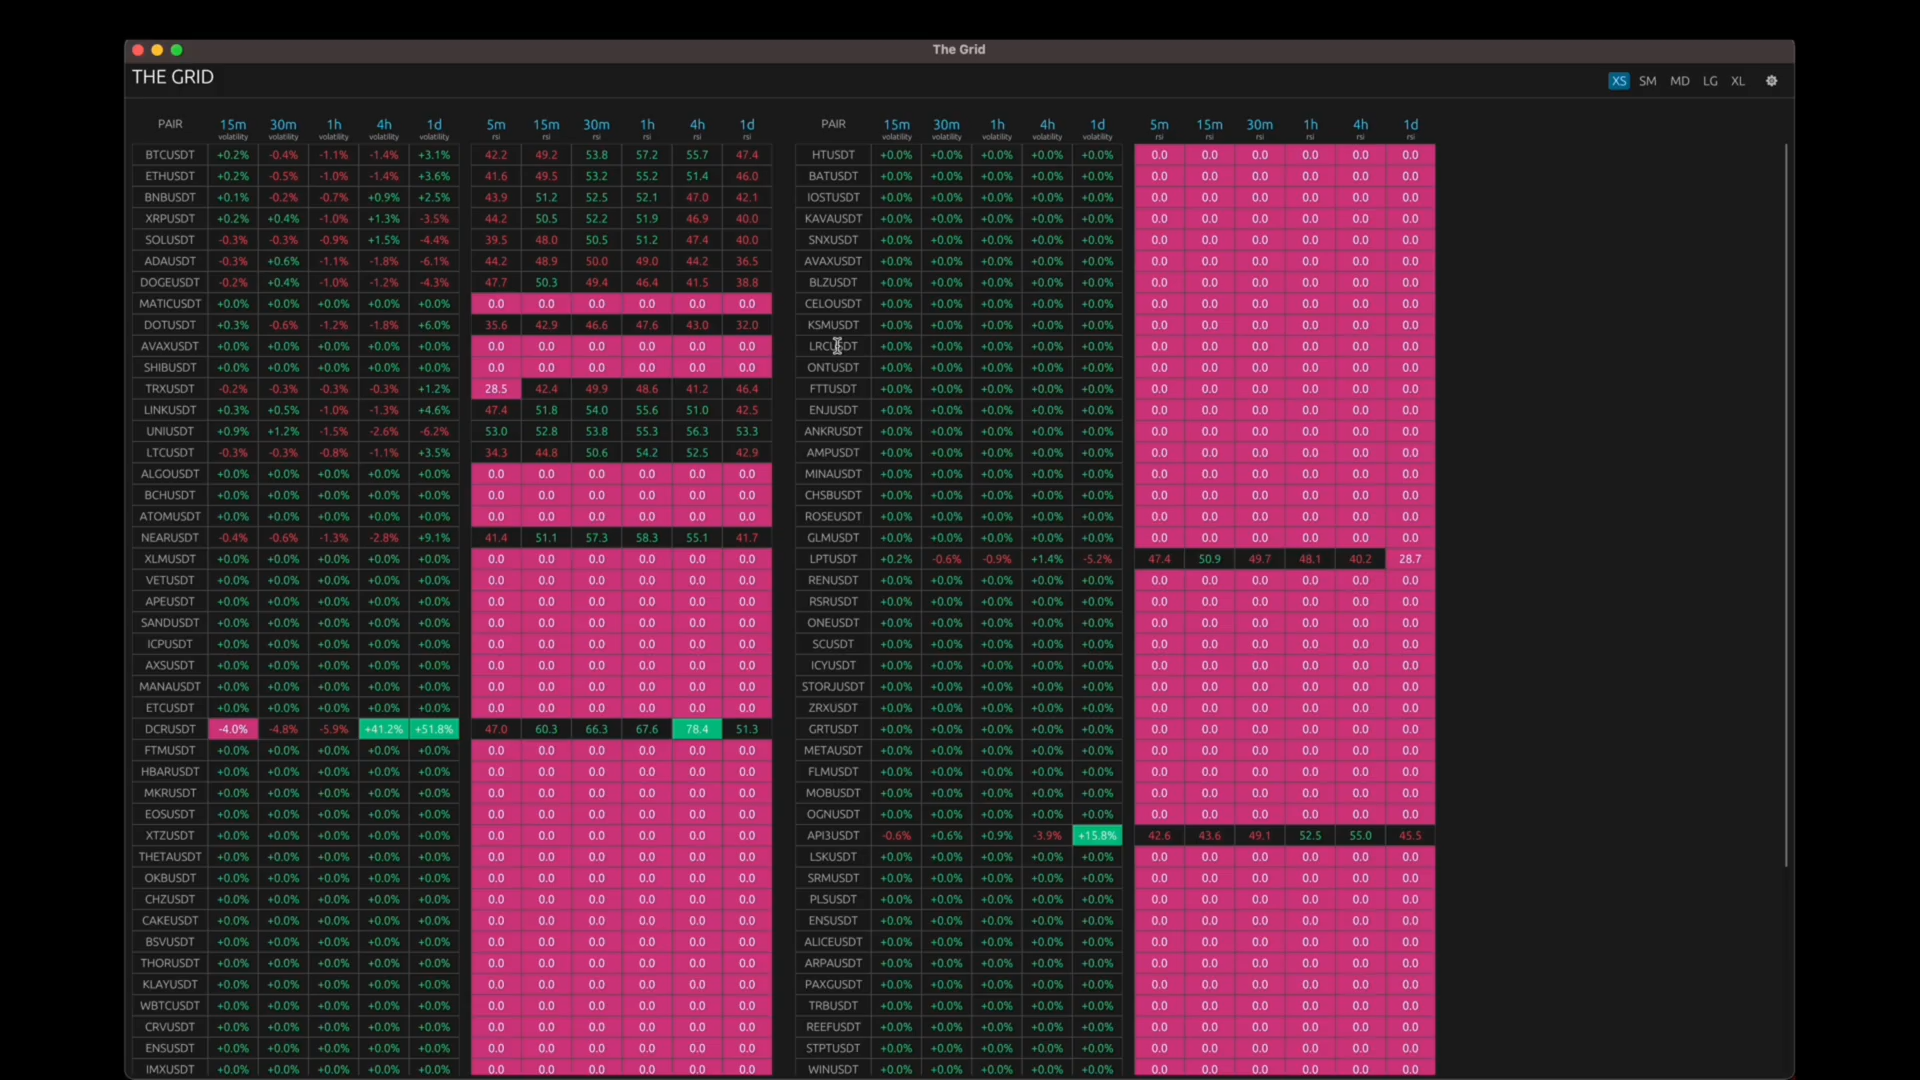 The Grid
THE GRID
XS SM MD LG XL
PAIR 15m 30m 1h 4h 1d 5m 15m 30m 1h 4h 1d PAIR 15m 30m 1h 4h 1d 5m 15m 30m 1h 4h 1d
volatility volatility volatility volatility volatility rsi rsi rsi rsi rsi rsi volatility volatility volatility volatility volatility rsi rsi rsi rsi rsi rsi
BTCUSDT +0.2% -0.4% -1.1% -1.4% +3.1% 42.2 49.2 53.8 57.2 55.7 47.4 HTUSDT +0.0% +0.0% +0.0% +0.0% +0.0% 0.0 0.0 0.0 0.0 0.0 0.0
ETHUSDT +0.2% -0.5% -1.0% -1.4% +3.6% 41.6 49.5 53.2 55.2 51.4 46.0 BATUSDT +0.0% +0.0% +0.0% +0.0% +0.0% 0.0 0.0 0.0 0.0 0.0 0.0
BNBUSDT +0.1% -0.2% -0.7% +0.9% +2.5% 43.9 51.2 52.5 52.1 47.0 42.1 IOSTUSDT +0.0% +0.0% +0.0% +0.0% +0.0% 0.0 0.0 0.0 0.0 0.0 0.0
XRPUSDT +0.2% +0.4% -1.0% +1.3% -3.5% 44.2 50.5 52.2 51.9 46.9 40.0 KAVAUSDT +0.0% +0.0% +0.0% +0.0% +0.0% 0.0 0.0 0.0 0.0 0.0 0.0
SOLUSDT -0.3% -0.3% -0.9% +1.5% -4.4% 39.5 48.0 50.5 51.2 47.4 40.0 SNXUSDT +0.0% +0.0% +0.0% +0.0% +0.0% 0.0 0.0 0.0 0.0 0.0 0.0
ADAUSDT -0.3% +0.6% -1.1% -1.8% -6.1% 44.2 48.9 50.0 49.0 44.2 36.5 AVAXUSDT +0.0% +0.0% +0.0% +0.0% +0.0% 0.0 0.0 0.0 0.0 0.0 0.0
DOGEUSDT -0.2% +0.4% -1.0% -1.2% -4.3% 47.7 50.3 49.4 46.4 41.5 38.8 BLZUSDT +0.0% +0.0% +0.0% +0.0% +0.0% 0.0 0.0 0.0 0.0 0.0 0.0
MATICUSDT +0.0% +0.0% +0.0% +0.0% +0.0% 0.0 0.0 0.0 0.0 0.0 0.0 CELOUSDT +0.0% +0.0% +0.0% +0.0% +0.0% 0.0 0.0 0.0 0.0 0.0 0.0
DOTUSDT +0.3% -0.6% -1.2% -1.8% +6.0% 35.6 42.9 46.6 47.6 43.0 32.0 KSMUSDT +0.0% +0.0% +0.0% +0.0% +0.0% 0.0 0.0 0.0 0.0 0.0 0.0
AVAXUSDT +0.0% +0.0% +0.0% +0.0% +0.0% 0.0 0.0 0.0 0.0 0.0 0.0 LRCUSDT +0.0% +0.0% +0.0% +0.0% +0.0% 0.0 0.0 0.0 0.0 0.0 0.0
SHIBUSDT +0.0% +0.0% +0.0% +0.0% +0.0% 0.0 0.0 0.0 0.0 0.0 0.0 ONTUSDT +0.0% +0.0% +0.0% +0.0% +0.0% 0.0 0.0 0.0 0.0 0.0 0.0
TRXUSDT -0.2% -0.3% -0.3% -0.3% +1.2% 28.5 42.4 49.9 48.6 41.2 46.4 FTTUSDT +0.0% +0.0% +0.0% +0.0% +0.0% 0.0 0.0 0.0 0.0 0.0 0.0
LINKUSDT +0.3% +0.5% -1.0% -1.3% +4.6% 47.4 51.8 54.0 55.6 51.0 42.5 ENJUSDT +0.0% +0.0% +0.0% +0.0% +0.0% 0.0 0.0 0.0 0.0 0.0 0.0
UNIUSDT +0.9% +1.2% -1.5% -2.6% -6.2% 53.0 52.8 53.8 55.3 56.3 53.3 ANKRUSDT +0.0% +0.0% +0.0% +0.0% +0.0% 0.0 0.0 0.0 0.0 0.0 0.0
LTCUSDT -0.3% -0.3% -0.8% -1.1% +3.5% 34.3 44.8 50.6 54.2 52.5 42.9 AMPUSDT +0.0% +0.0% +0.0% +0.0% +0.0% 0.0 0.0 0.0 0.0 0.0 0.0
ALGOUSDT +0.0% +0.0% +0.0% +0.0% +0.0% 0.0 0.0 0.0 0.0 0.0 0.0 MINAUSDT +0.0% +0.0% +0.0% +0.0% +0.0% 0.0 0.0 0.0 0.0 0.0 0.0
BCHUSDT +0.0% +0.0% +0.0% +0.0% +0.0% 0.0 0.0 0.0 0.0 0.0 0.0 CHSBUSDT +0.0% +0.0% +0.0% +0.0% +0.0% 0.0 0.0 0.0 0.0 0.0 0.0
ATOMUSDT +0.0% +0.0% +0.0% +0.0% +0.0% 0.0 0.0 0.0 0.0 0.0 0.0 ROSEUSDT +0.0% +0.0% +0.0% +0.0% +0.0% 0.0 0.0 0.0 0.0 0.0 0.0
NEARUSDT -0.4% -0.6% -1.3% -2.8% +9.1% 41.4 51.1 57.3 58.3 55.1 41.7 GLMUSDT +0.0% +0.0% +0.0% +0.0% +0.0% 0.0 0.0 0.0 0.0 0.0 0.0
XLMUSDT +0.0% +0.0% +0.0% +0.0% +0.0% 0.0 0.0 0.0 0.0 0.0 0.0 LPTUSDT +0.2% -0.6% -0.9% +1.4% -5.2% 47.4 50.9 49.7 48.1 40.2 28.7
VETUSDT +0.0% +0.0% +0.0% +0.0% +0.0% 0.0 0.0 0.0 0.0 0.0 0.0 RENUSDT +0.0% +0.0% +0.0% +0.0% +0.0% 0.0 0.0 0.0 0.0 0.0 0.0
APEUSDT +0.0% +0.0% +0.0% +0.0% +0.0% 0.0 0.0 0.0 0.0 0.0 0.0 RSRUSDT +0.0% +0.0% +0.0% +0.0% +0.0% 0.0 0.0 0.0 0.0 0.0 0.0
SANDUSDT +0.0% +0.0% +0.0% +0.0% +0.0% 0.0 0.0 0.0 0.0 0.0 0.0 ONEUSDT +0.0% +0.0% +0.0% +0.0% +0.0% 0.0 0.0 0.0 0.0 0.0 0.0
ICPUSDT +0.0% +0.0% +0.0% +0.0% +0.0% 0.0 0.0 0.0 0.0 0.0 0.0 SCUSDT +0.0% +0.0% +0.0% +0.0% +0.0% 0.0 0.0 0.0 0.0 0.0 0.0
AXSUSDT +0.0% +0.0% +0.0% +0.0% +0.0% 0.0 0.0 0.0 0.0 0.0 0.0 ICYUSDT +0.0% +0.0% +0.0% +0.0% +0.0% 0.0 0.0 0.0 0.0 0.0 0.0
MANAUSDT +0.0% +0.0% +0.0% +0.0% +0.0% 0.0 0.0 0.0 0.0 0.0 0.0 STORJUSDT +0.0% +0.0% +0.0% +0.0% +0.0% 0.0 0.0 0.0 0.0 0.0 0.0
ETCUSDT +0.0% +0.0% +0.0% +0.0% +0.0% 0.0 0.0 0.0 0.0 0.0 0.0 ZRXUSDT +0.0% +0.0% +0.0% +0.0% +0.0% 0.0 0.0 0.0 0.0 0.0 0.0
DCRUSDT -4.0% -4.8% -5.9% +41.2% +51.8% 47.0 60.3 66.3 67.6 78.4 51.3 GRTUSDT +0.0% +0.0% +0.0% +0.0% +0.0% 0.0 0.0 0.0 0.0 0.0 0.0
FTMUSDT +0.0% +0.0% +0.0% +0.0% +0.0% 0.0 0.0 0.0 0.0 0.0 0.0 METAUSDT +0.0% +0.0% +0.0% +0.0% +0.0% 0.0 0.0 0.0 0.0 0.0 0.0
HBARUSDT +0.0% +0.0% +0.0% +0.0% +0.0% 0.0 0.0 0.0 0.0 0.0 0.0 FLMUSDT +0.0% +0.0% +0.0% +0.0% +0.0% 0.0 0.0 0.0 0.0 0.0 0.0
MKRUSDT +0.0% +0.0% +0.0% +0.0% +0.0% 0.0 0.0 0.0 0.0 0.0 0.0 MOBUSDT +0.0% +0.0% +0.0% +0.0% +0.0% 0.0 0.0 0.0 0.0 0.0 0.0
EOSUSDT +0.0% +0.0% +0.0% +0.0% +0.0% 0.0 0.0 0.0 0.0 0.0 0.0 OGNUSDT +0.0% +0.0% +0.0% +0.0% +0.0% 0.0 0.0 0.0 0.0 0.0 0.0
XTZUSDT +0.0% +0.0% +0.0% +0.0% +0.0% 0.0 0.0 0.0 0.0 0.0 0.0 API3USDT -0.6% +0.6% +0.9% -3.9% +15.8% 42.6 43.6 49.1 52.5 55.0 45.5
THETAUSDT +0.0% +0.0% +0.0% +0.0% +0.0% 0.0 0.0 0.0 0.0 0.0 0.0 LSKUSDT +0.0% +0.0% +0.0% +0.0% +0.0% 0.0 0.0 0.0 0.0 0.0 0.0
OKBUSDT +0.0% +0.0% +0.0% +0.0% +0.0% 0.0 0.0 0.0 0.0 0.0 0.0 SRMUSDT +0.0% +0.0% +0.0% +0.0% +0.0% 0.0 0.0 0.0 0.0 0.0 0.0
CHZUSDT +0.0% +0.0% +0.0% +0.0% +0.0% 0.0 0.0 0.0 0.0 0.0 0.0 PLSUSDT +0.0% +0.0% +0.0% +0.0% +0.0% 0.0 0.0 0.0 0.0 0.0 0.0
CAKEUSDT +0.0% +0.0% +0.0% +0.0% +0.0% 0.0 0.0 0.0 0.0 0.0 0.0 ENSUSDT +0.0% +0.0% +0.0% +0.0% +0.0% 0.0 0.0 0.0 0.0 0.0 0.0
BSVUSDT +0.0% +0.0% +0.0% +0.0% +0.0% 0.0 0.0 0.0 0.0 0.0 0.0 ALICEUSDT +0.0% +0.0% +0.0% +0.0% +0.0% 0.0 0.0 0.0 0.0 0.0 0.0
THORUSDT +0.0% +0.0% +0.0% +0.0% +0.0% 0.0 0.0 0.0 0.0 0.0 0.0 ARPAUSDT +0.0% +0.0% +0.0% +0.0% +0.0% 0.0 0.0 0.0 0.0 0.0 0.0
KLAYUSDT +0.0% +0.0% +0.0% +0.0% +0.0% 0.0 0.0 0.0 0.0 0.0 0.0 PAXGUSDT +0.0% +0.0% +0.0% +0.0% +0.0% 0.0 0.0 0.0 0.0 0.0 0.0
WBTCUSDT +0.0% +0.0% +0.0% +0.0% +0.0% 0.0 0.0 0.0 0.0 0.0 0.0 TRBUSDT +0.0% +0.0% +0.0% +0.0% +0.0% 0.0 0.0 0.0 0.0 0.0 0.0
CRVUSDT +0.0% +0.0% +0.0% +0.0% +0.0% 0.0 0.0 0.0 0.0 0.0 0.0 REEFUSDT +0.0% +0.0% +0.0% +0.0% +0.0% 0.0 0.0 0.0 0.0 0.0 0.0
ENSUSDT +0.0% +0.0% +0.0% +0.0% +0.0% 0.0 0.0 0.0 0.0 0.0 0.0 STPTUSDT +0.0% +0.0% +0.0% +0.0% +0.0% 0.0 0.0 0.0 0.0 0.0 0.0
IMXUSDT +0.0% +0.0% +0.0% +0.0% +0.0% 0.0 0.0 0.0 0.0 0.0 0.0 WINUSDT +0.0% +0.0% +0.0% +0.0% +0.0% 0.0 0.0 0.0 0.0 0.0 0.0